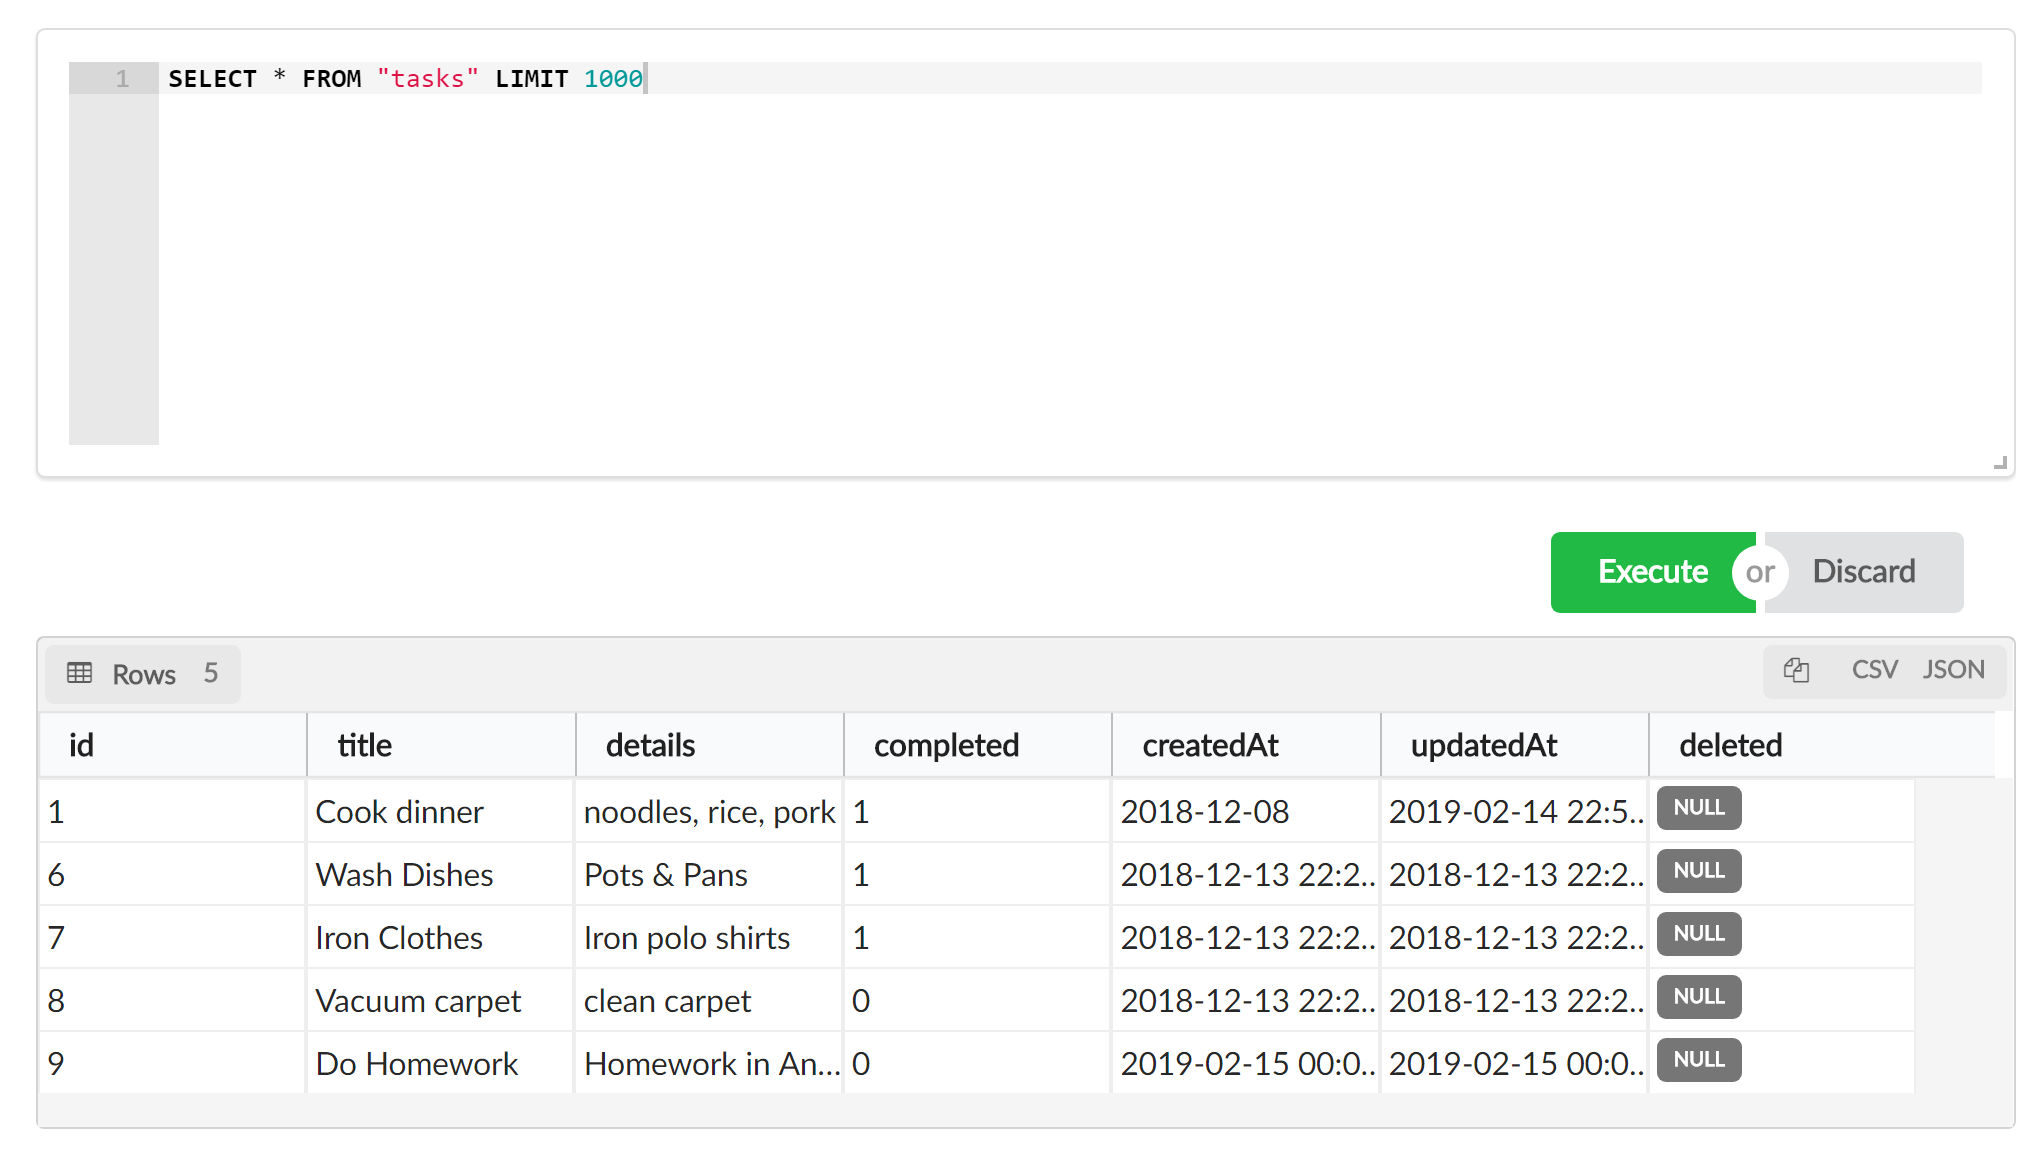 1 SELECT * FROM "tasks" LIMIT 1000
Execute or Discard
Rows 5 CSV JSON
id title details completed createdAt updatedAt deleted
1 Cook dinner noodles, rice, pork 1 2018-12-08 2019-02-14 22:5.. NULL
6 Wash Dishes Pots & Pans 1 2018-12-13 22:2.. 2018-12-13 22:2.. NULL
7 Iron Clothes Iron polo shirts 1 2018-12-13 22:2.. 2018-12-13 22:2.. NULL
8 Vacuum carpet clean carpet 0 2018-12-13 22:2.. 2018-12-13 22:2.. NULL
9 Do Homework Homework in An... 0 2019-02-15 00:0.. 2019-02-15 00:0.. NULL